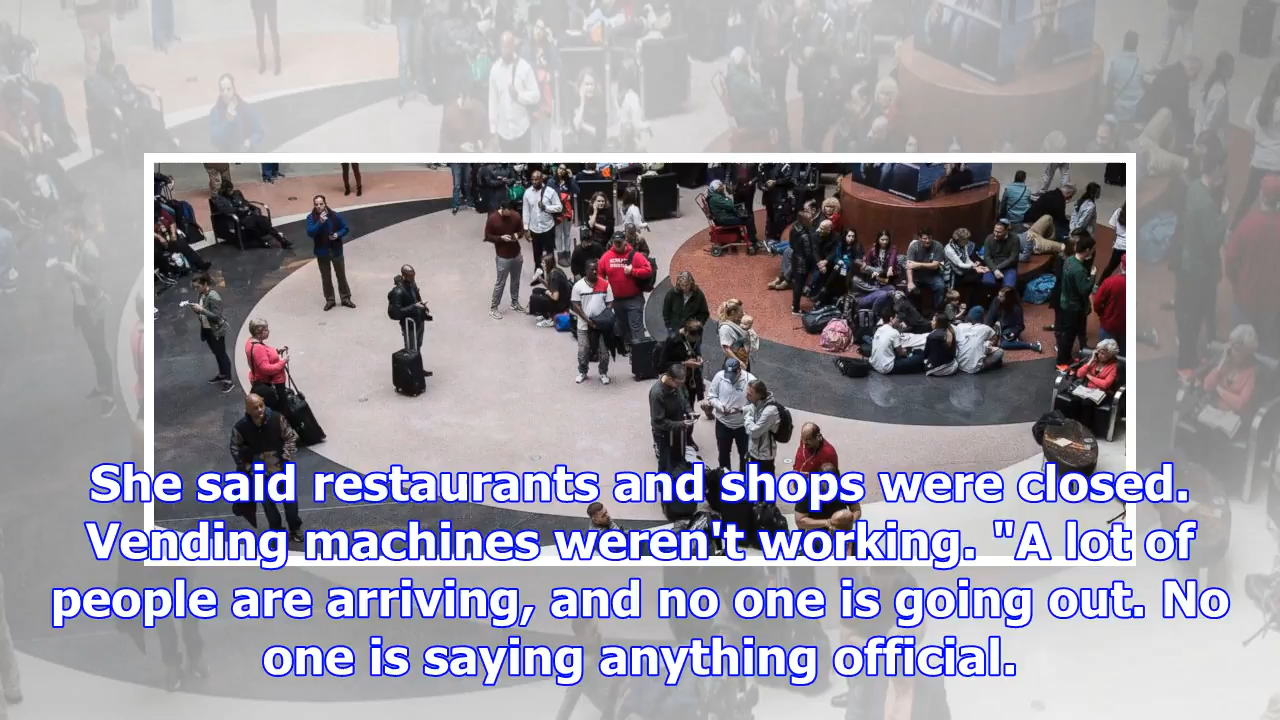 She said restaurants and shops were closed.
Vending machines weren't working. "A lot of
people are arriving, and no one is going out. No
one is saying anything official.